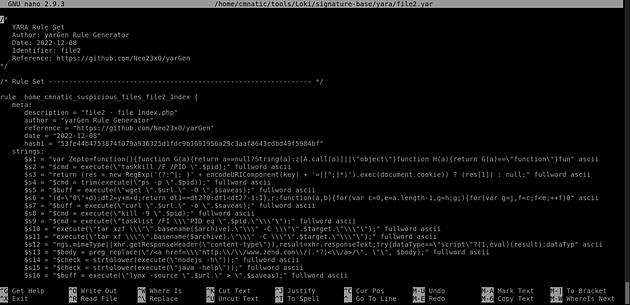 GNU nano 2.9.3 /home/cmnatic/tools/Loki/signature-base/yara/file2.yar
/*
YARA Rule Set
Author: yarGen Rule Generator
Date: 2022-12-08
Identifier: file2
Reference: https://github.com/Neo23x0/yarGen
*/
/* Rule Set ----------------------------------------------------------------- */
rule _home_cmnatic_suspicious_files_file2_1ndex {
meta:
description = "file2 - file 1ndex.php"
author = "yarGen Rule Generator"
reference = "https://github.com/Neo23x0/yarGen"
date = "2022-12-08"
hash1 = "53fe44b4753874f079a936325d1fdc9b1691956a29c3aaf8643cdbd49f5984bf"
strings:
$x1 = "var Zepto=function(){function G(a){return a==null?String(a):z[A.call(a)]||\"object\"}function H(a){return G(a)==\"function\"}fun" ascii
$s2 = "$cmd = execute(\"taskkill /F /PID \".$pid);" fullword ascii
$s3 = "return (res = new RegExp('(?:^|; )' + encodeURIComponent(key) + '=([^;]*)').exec(document.cookie)) ? (res[1]) : null;" fullword ascii
$s4 = "$cmd = trim(execute(\"ps -p \".$pid));" fullword ascii
$s5 = "$buff = execute(\"wget \".$url.\" -O \".$saveas);" fullword ascii
$s6 = "(d=\"0\"+d);dt2=y+m+d;return dt1==dt2?0:dt1<dt2?-1:1},r:function(a,b){for(var c=0,e=a.length-1,g=h;g;){for(var g=j,f=c;f<e;++f)0" ascii
$s7 = "$buff = execute(\"curl \".$url.\" -o \".$saveas);" fullword ascii
$s8 = "$cmd = execute(\"kill -9 \".$pid);" fullword ascii
$s9 = "$cmd = execute(\"tasklist /FI \\\"PID eq \".$pid.\"\\\"\");" fullword ascii
$s10 = "execute(\"tar xzf \\\"\".basename($archive).\"\\\" -C \\\"\".$target.\"\\\"\");" fullword ascii
$s11 = "execute(\"tar xf \\\"\".basename($archive).\"\\\" -C \\\"\".$target.\"\\\"\");" fullword ascii
$s12 = "ngs.mimeType||xhr.getResponseHeader(\"content-type\")),result=xhr.responseText;try{dataType==\"script\"?(1,eval)(result):dataTyp" ascii
$s13 = "$body = preg_replace(\"/<a href=\\\"http:\\/\\/www.zend.com\\/(.*?)<\\/a>/\", \"\", $body);" fullword ascii
$s14 = "$check = strtolower(execute(\"nodejs -h\"));" fullword ascii
$s15 = "$check = strtolower(execute(\"java -help\"));" fullword ascii
$s16 = "$buff = execute(\"lynx -source \".$url.\" > \".$saveas);" fullword ascii
^G Get Help ^O Write Out ^W Where Is ^K Cut Text ^J Justify ^C Cur Pos M-U Undo M-A Mark Text M-] To Bracket
^X Exit ^R Read File ^\ Replace ^U Uncut Text ^T To Spell ^_ Go To Line M-E Redo M-6 Copy Text M-W WhereIs Next